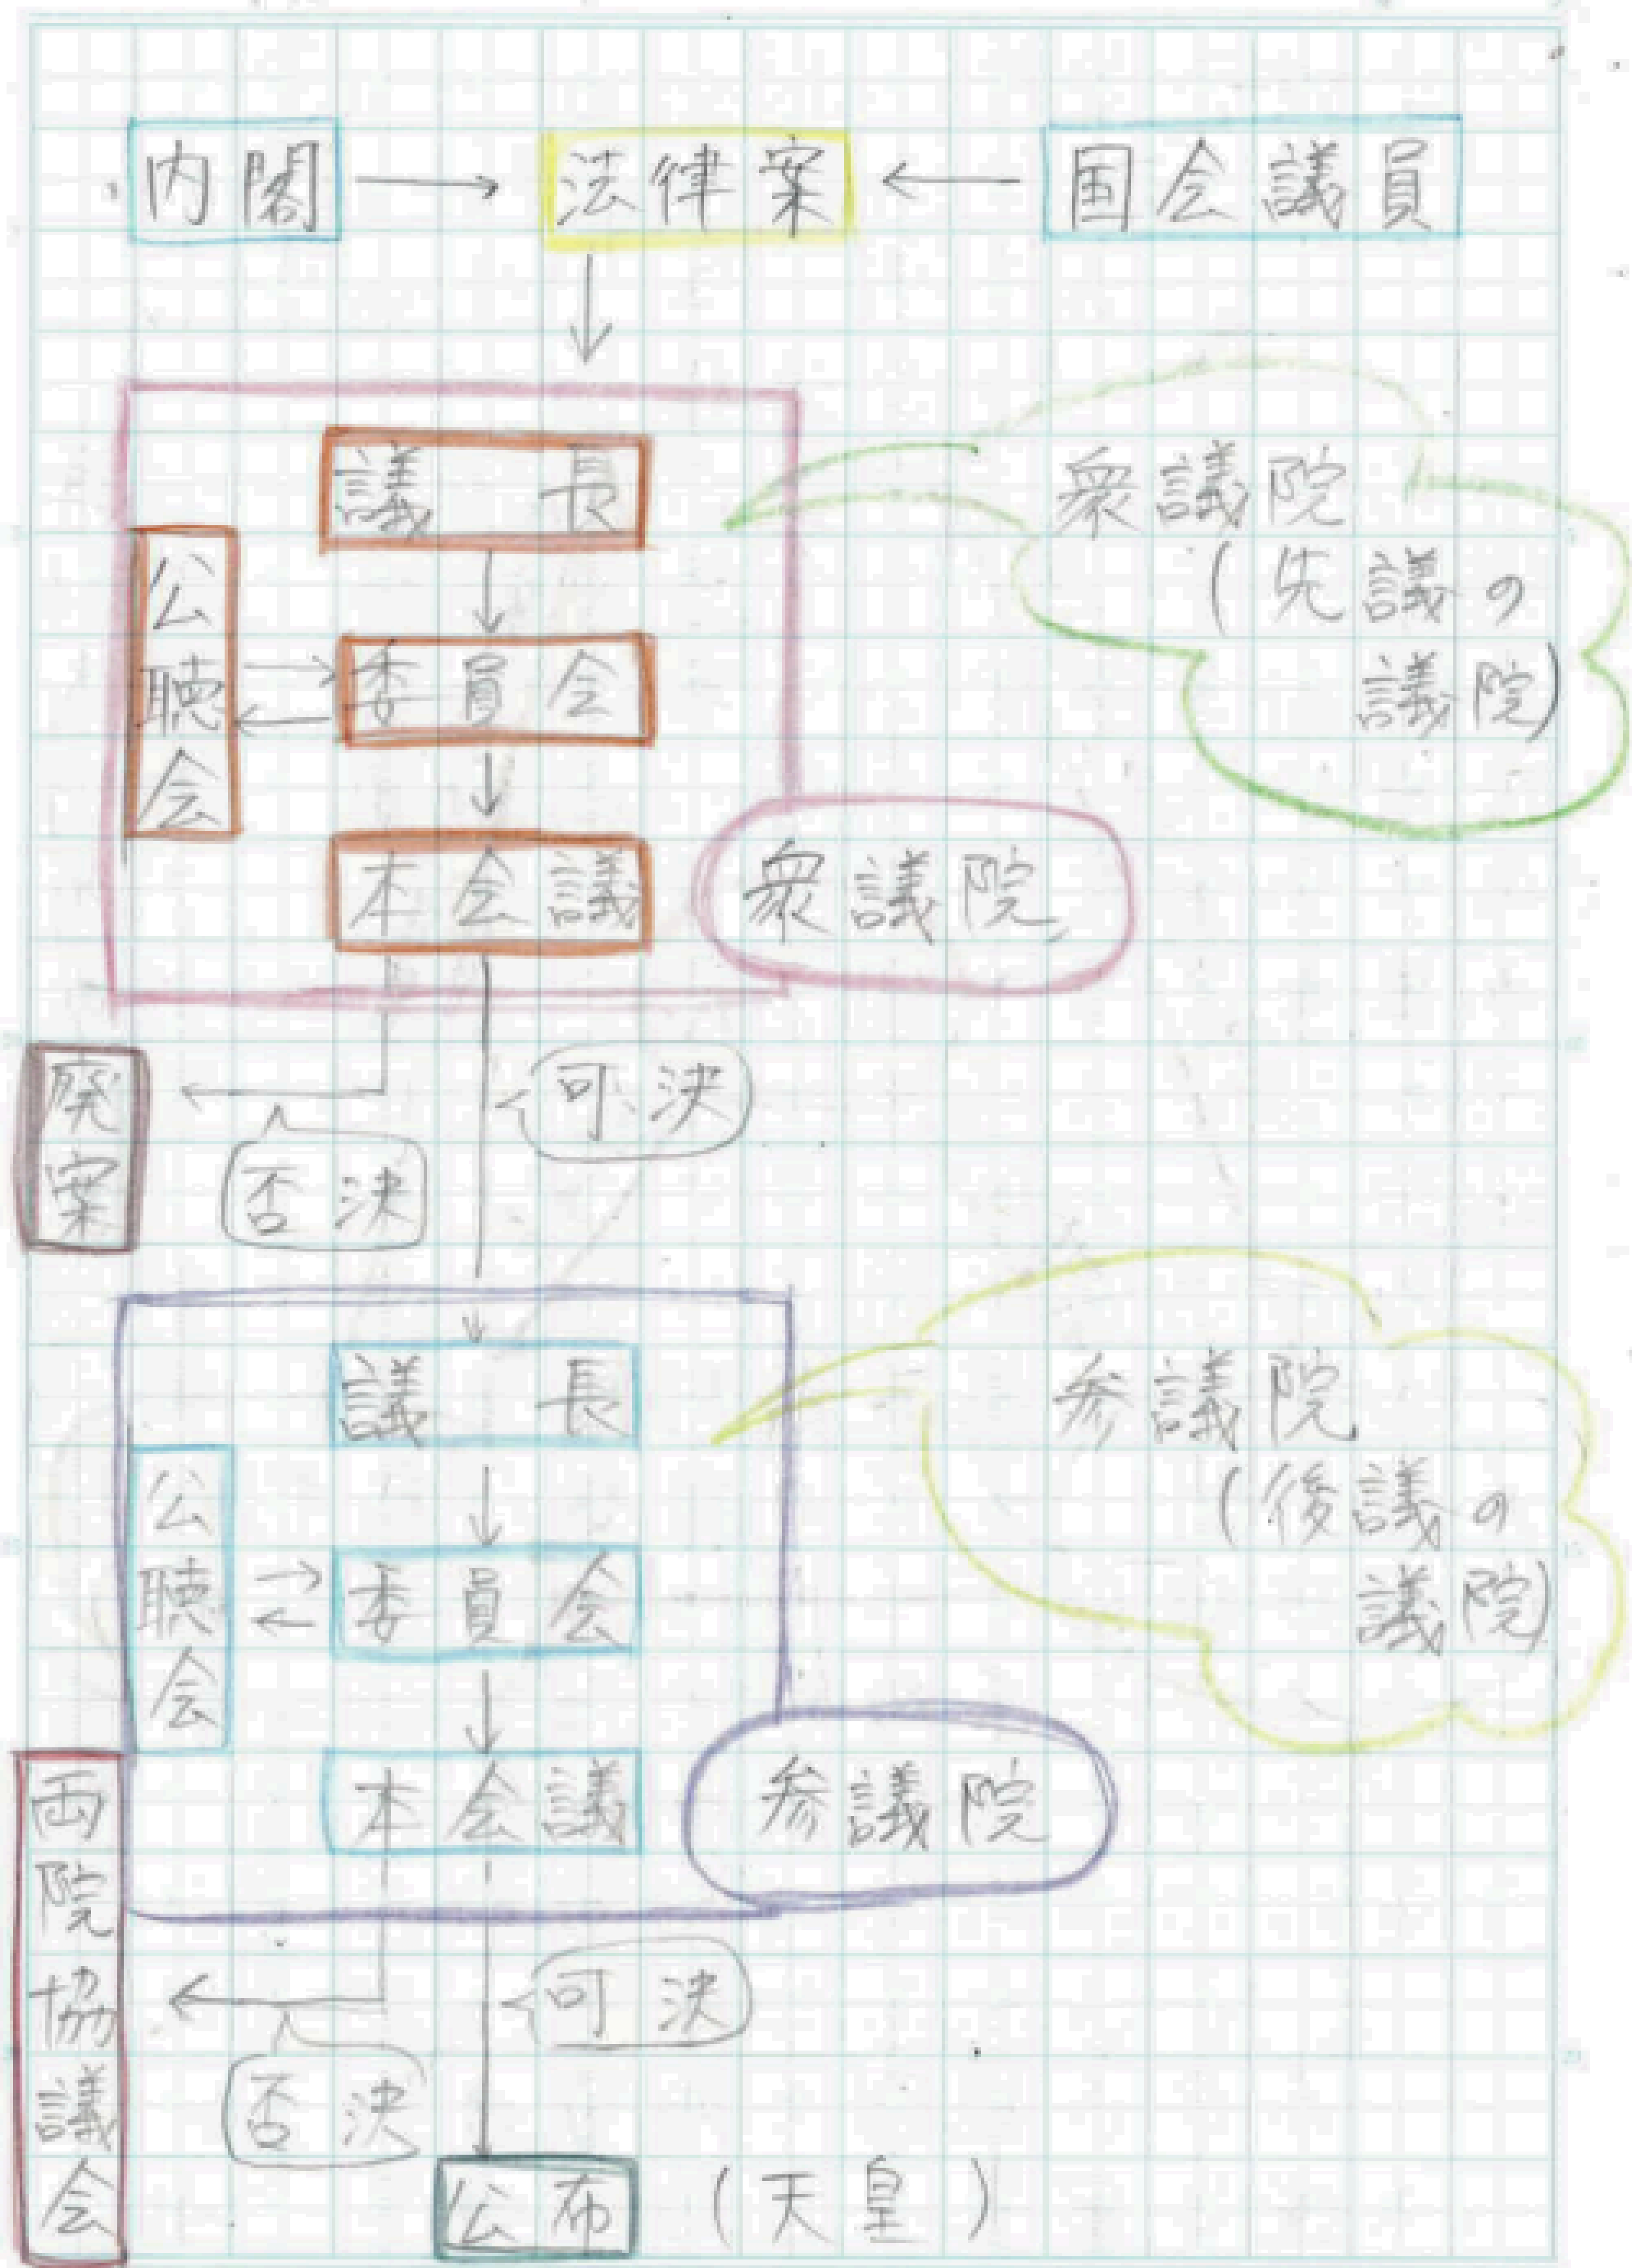 内閣 → 法律案 ← 国会議員
↓
議長
↓
公聴会
⇄
委員会
↓
本会議
衆議院
(先議の
議院)
衆議院
廃案
←
否決
可決
↓
議長
↓
公聴会
⇄
委員会
↓
本会議
参議院
(後議の
議院)
参議院
両院協議会
←
否決
可決
↓
公布 (天皇)